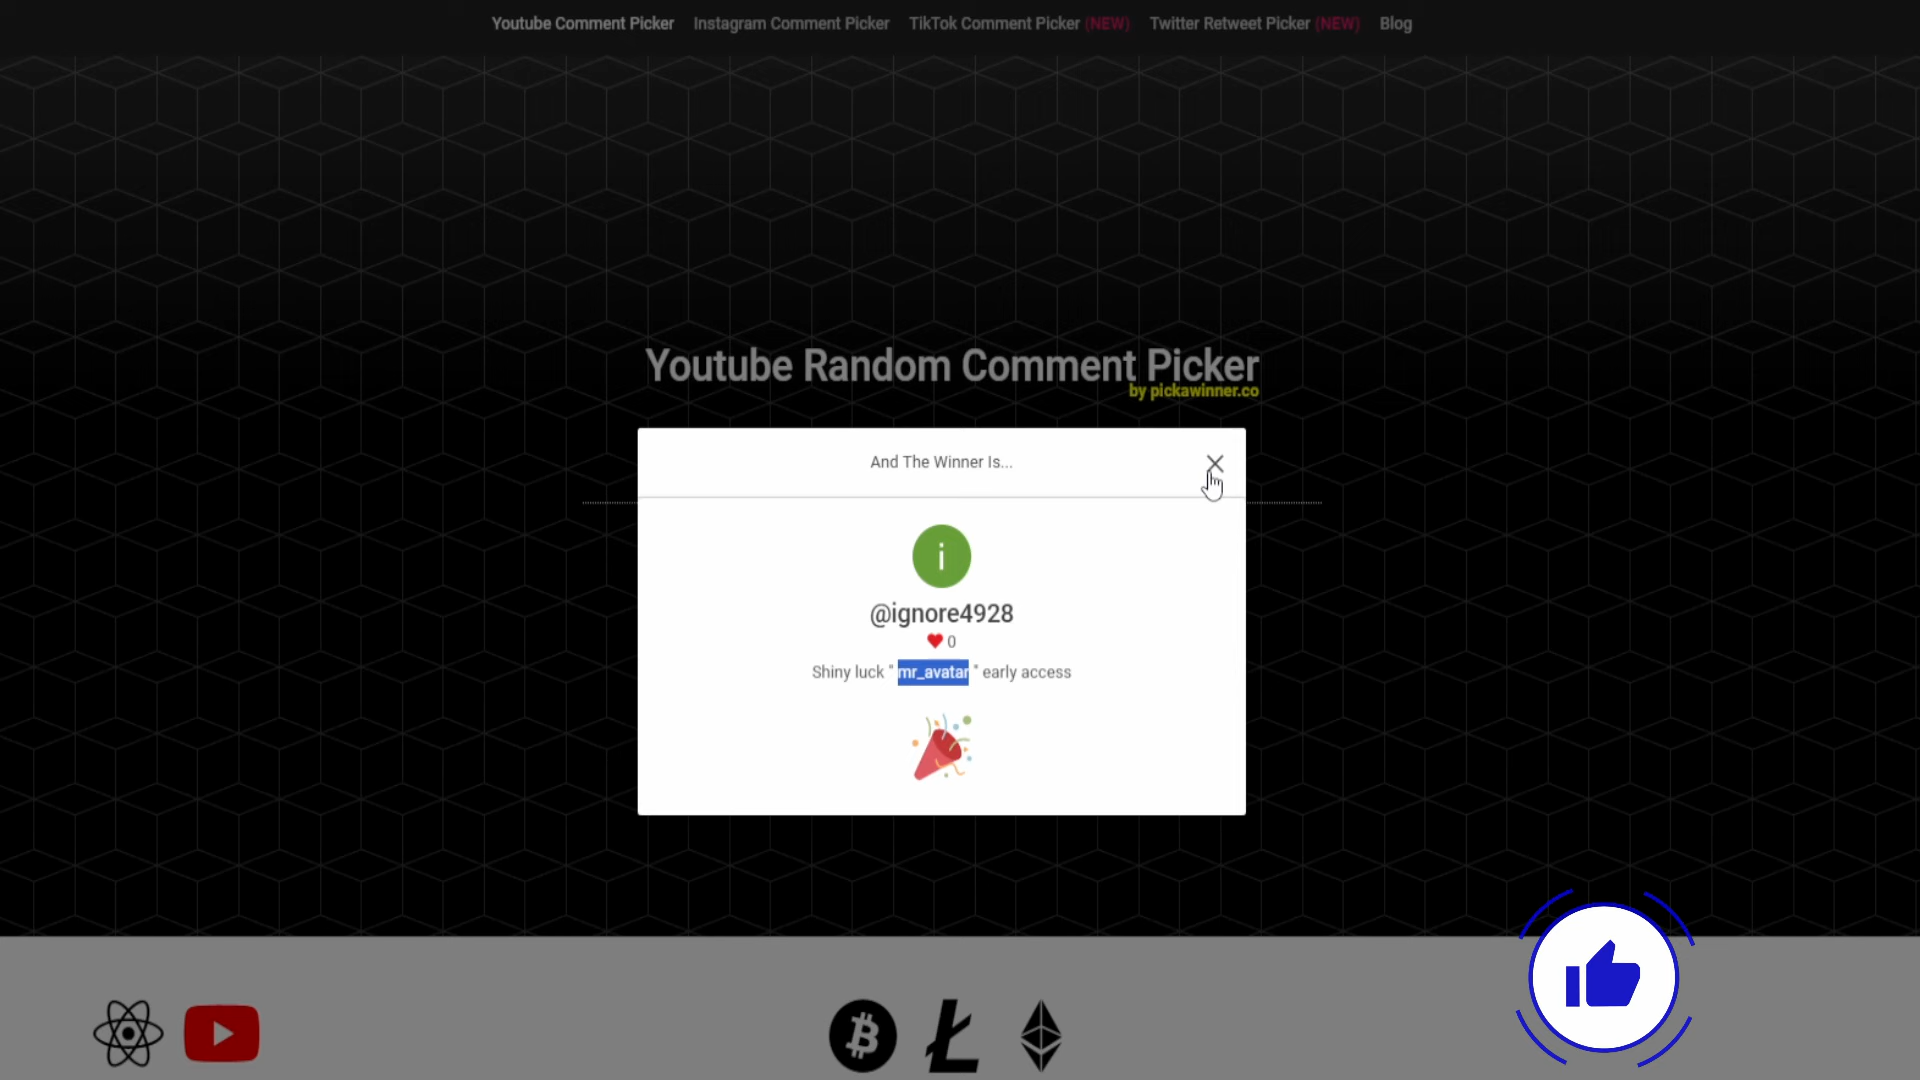 Youtube Comment Picker Instagram Comment Picker TikTok Comment Picker (NEW) Twitter Retweet Picker (NEW) Blog
Youtube Random Comment Picker
by pickawinner.co
And The Winner Is...
i
@ignore4928
0
Shiny luck " mr_avatar " early access